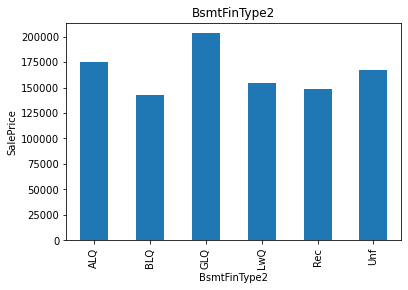 BsmtFinType2
200000
175000
150000
125000
100000
75000
50000
25000
0
SalePrice
ALQ
BLQ
GLQ
LwQ
Rec
Unf
BsmtFinType2